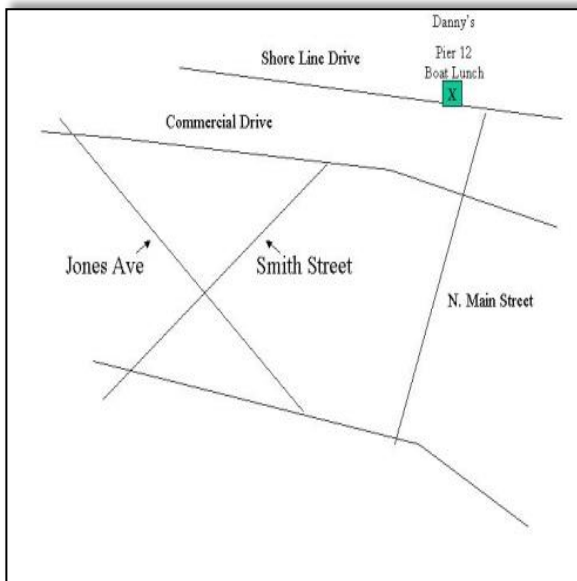 Danny's
Pier 12
Boat Lunch
Shore Line Drive
X
Commercial Drive
Jones Ave
Smith Street
N. Main Street